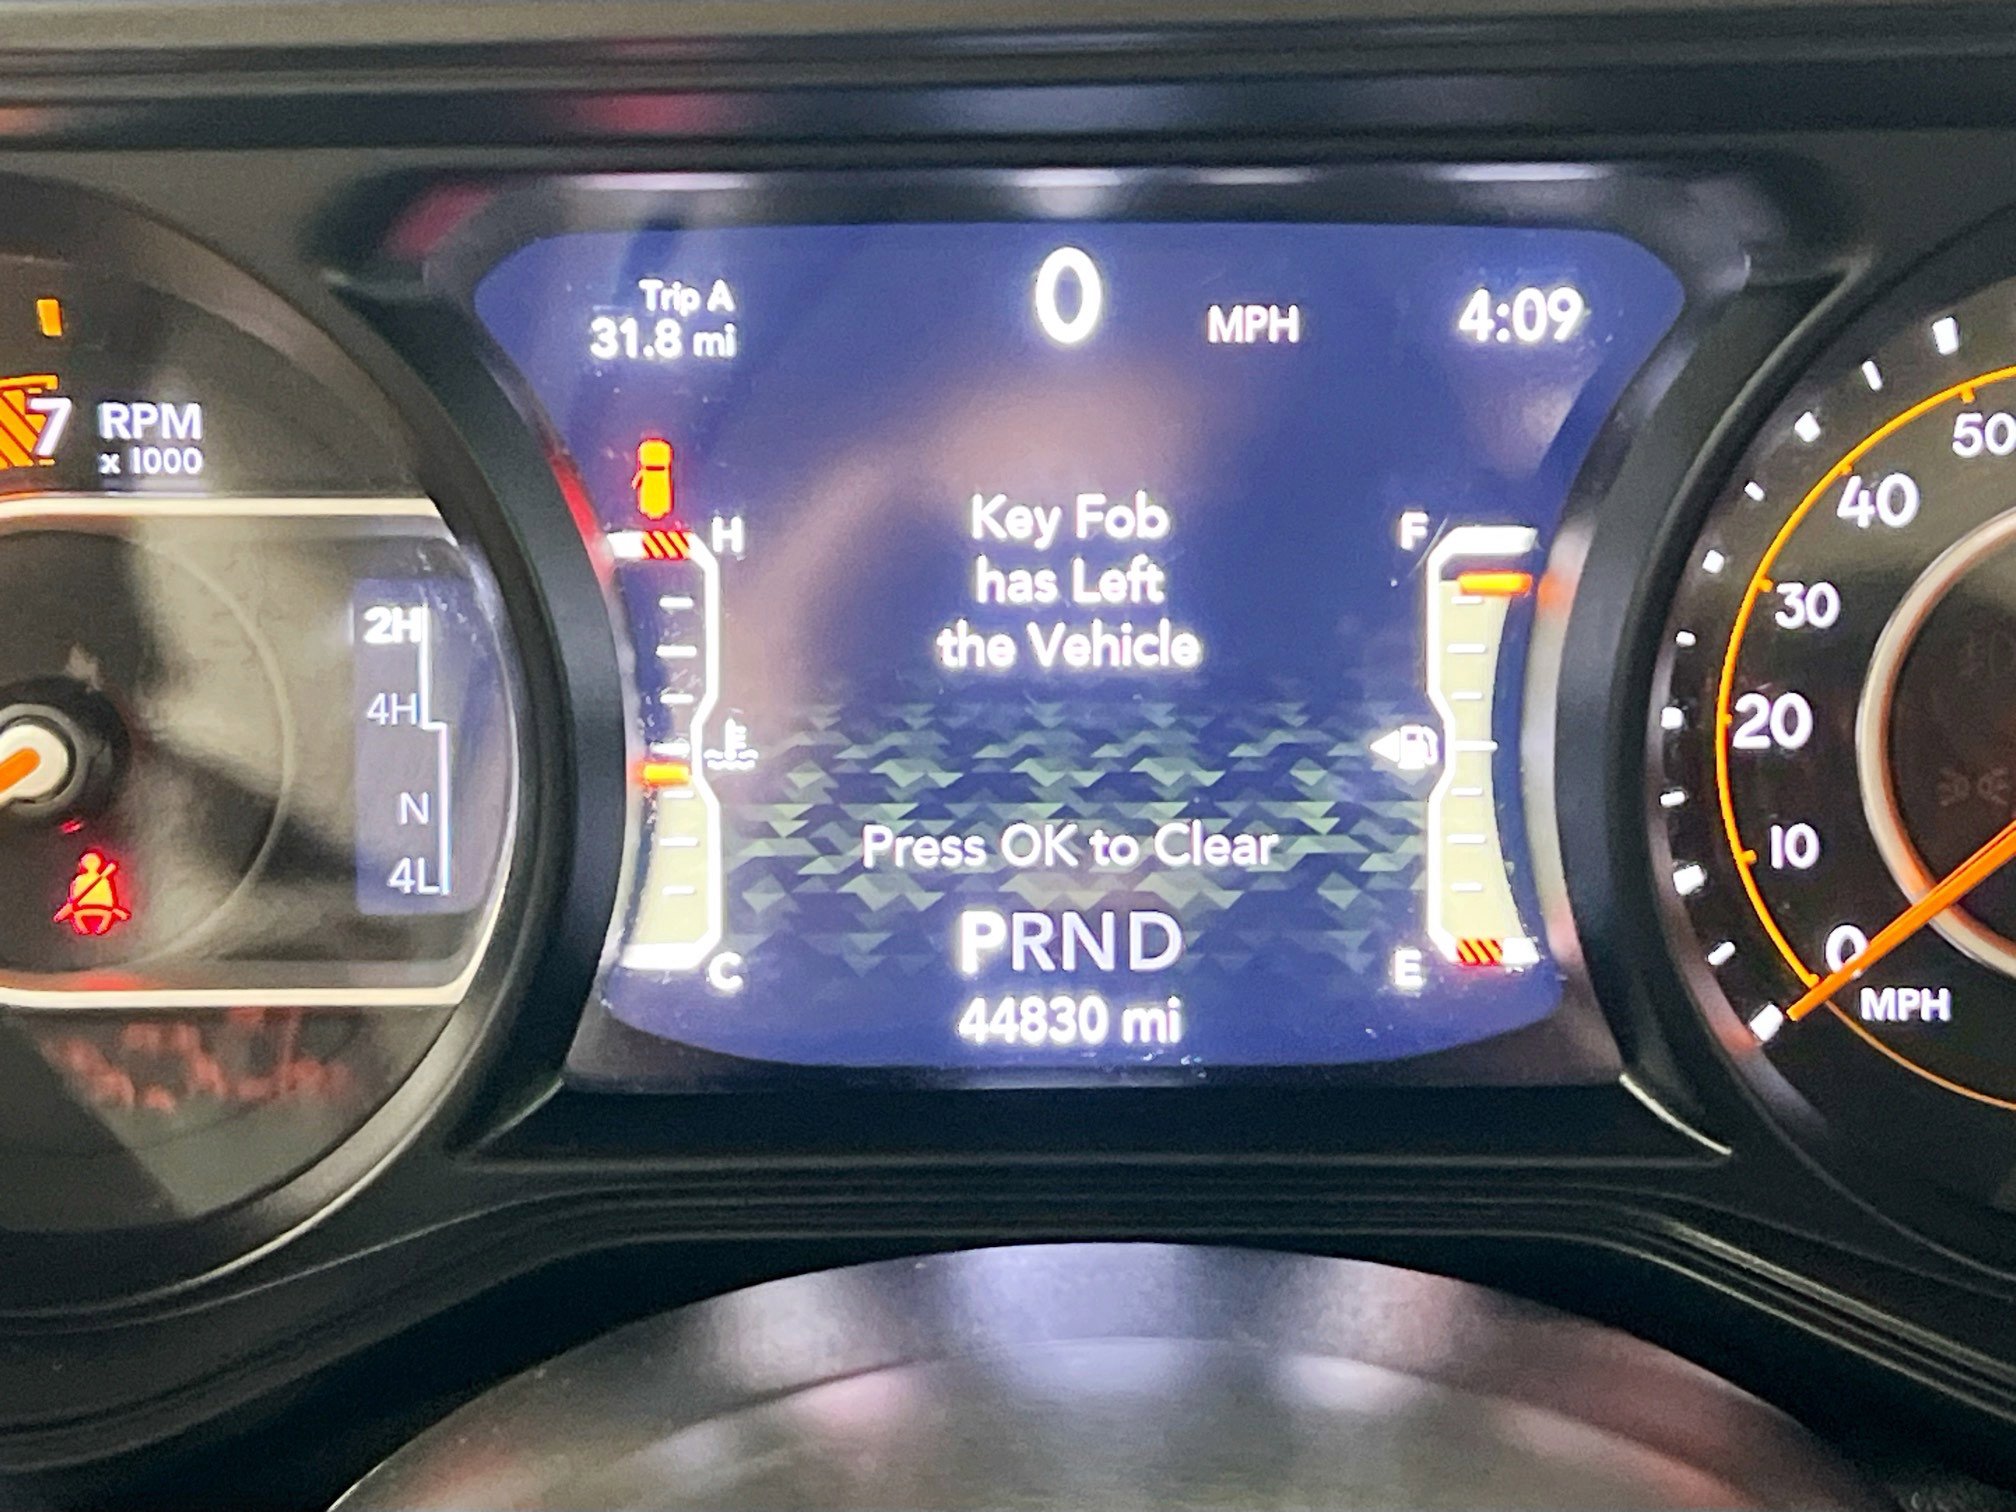 Trip A
31.8 mi
0 MPH
4:09
7 RPM
x 1000
2H
4H
N
4L
H
C
Key Fob
has Left
the Vehicle
Press OK to Clear
PRND
44830 mi
F
E
50
40
30
20
10
0
MPH